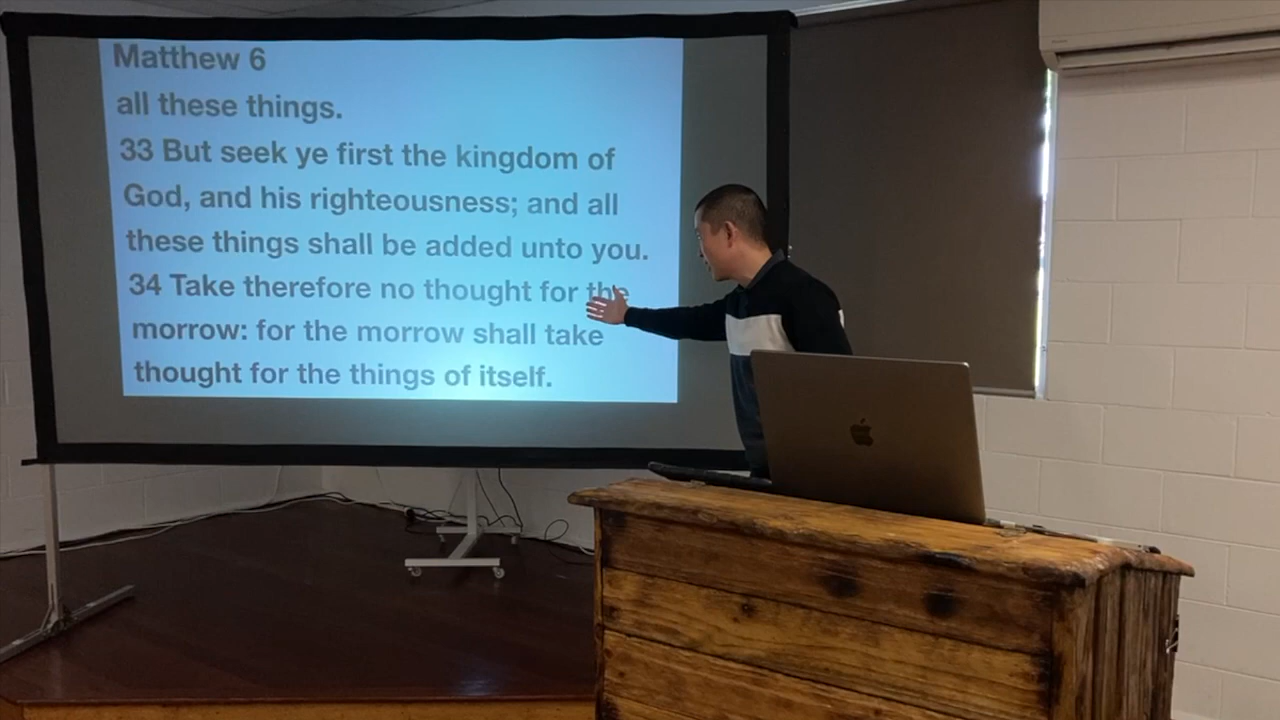 Matthew 6
all these things.
33 But seek ye first the kingdom of
God, and his righteousness; and all
these things shall be added unto you.
34 Take therefore no thought for the
morrow: for the morrow shall take
thought for the things of itself.